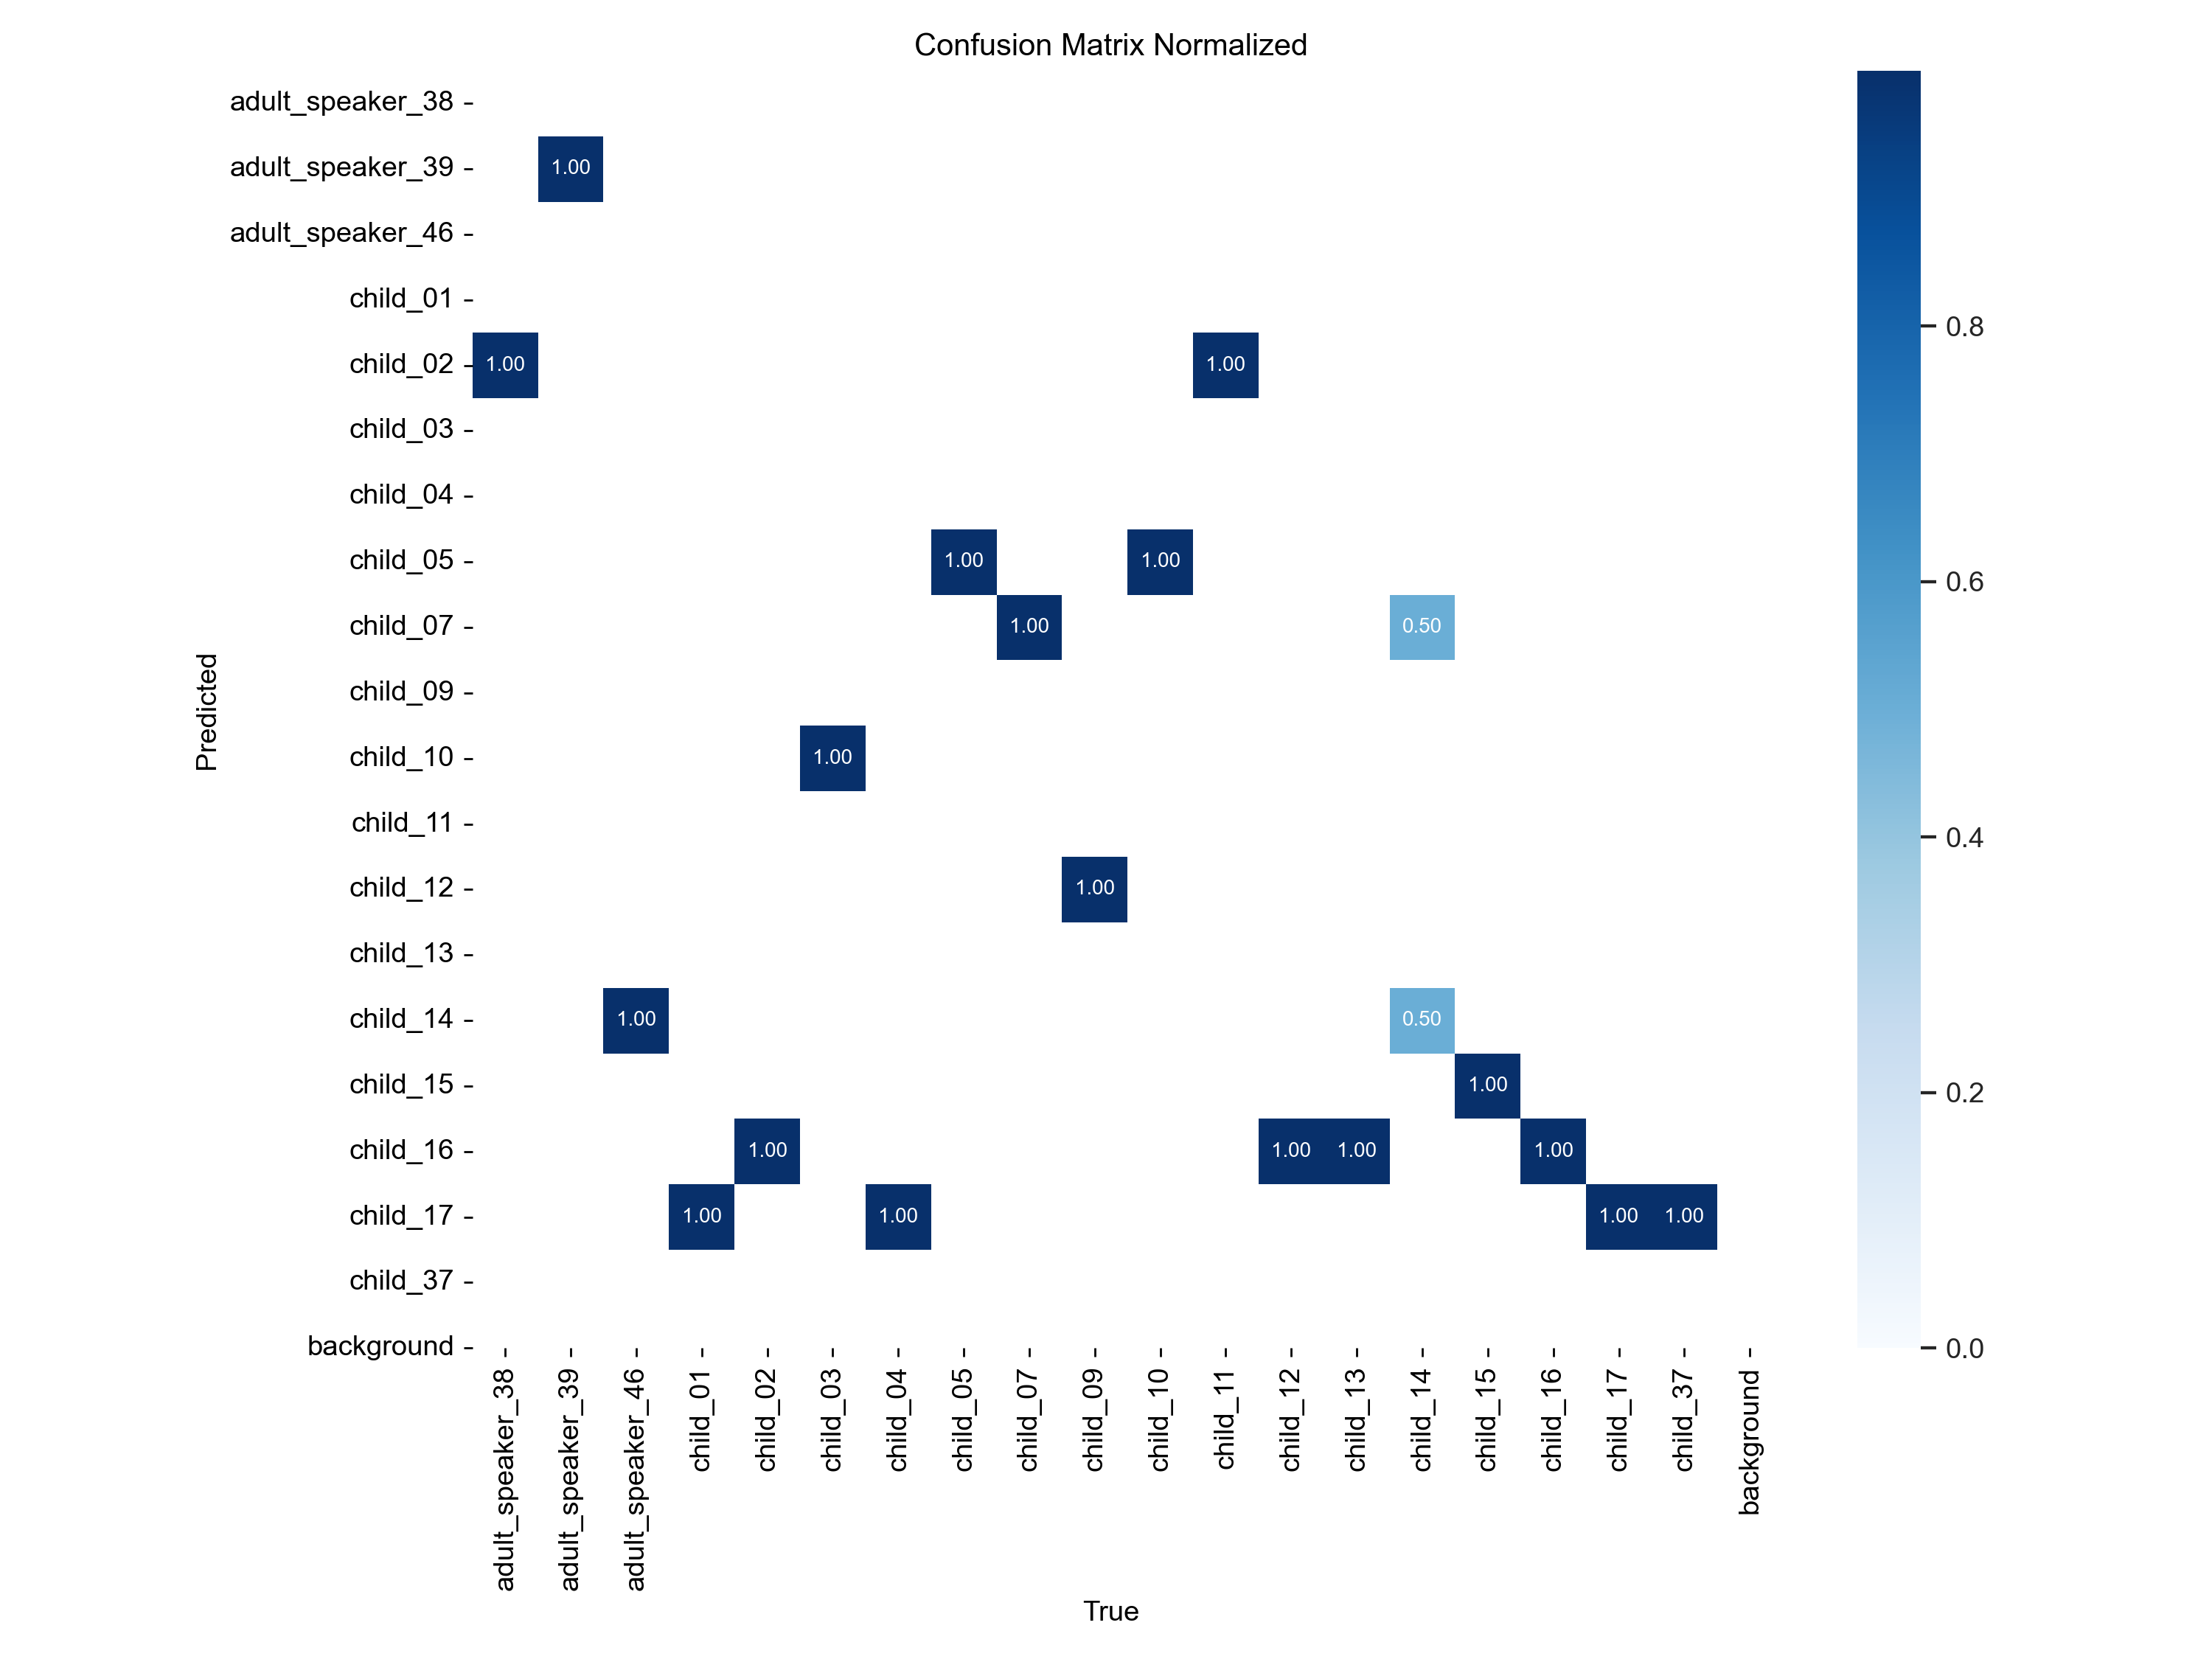 Confusion Matrix Normalized
adult_speaker_38
adult_speaker_39
1.00
adult_speaker_46
child_01
child_02
1.00
1.00
0.8
child_03
child_04
child_05
1.00
1.00
0.6
child_07
1.00
0.50
Predicted
child_09
child_10
1.00
child_11
0.4
child_12
1.00
child_13
child_14
1.00
0.50
child_15
1.00
0.2
child_16
1.00
1.00
1.00
1.00
child_17
1.00
1.00
1.00
1.00
child_37
background
0.0
adult_speaker_38
adult_speaker_39
adult_speaker_46
child_01
child_02
child_03
child_04
child_05
child_07
child_09
child_10
child_11
child_12
child_13
child_14
child_15
child_16
child_17
child_37
background
True